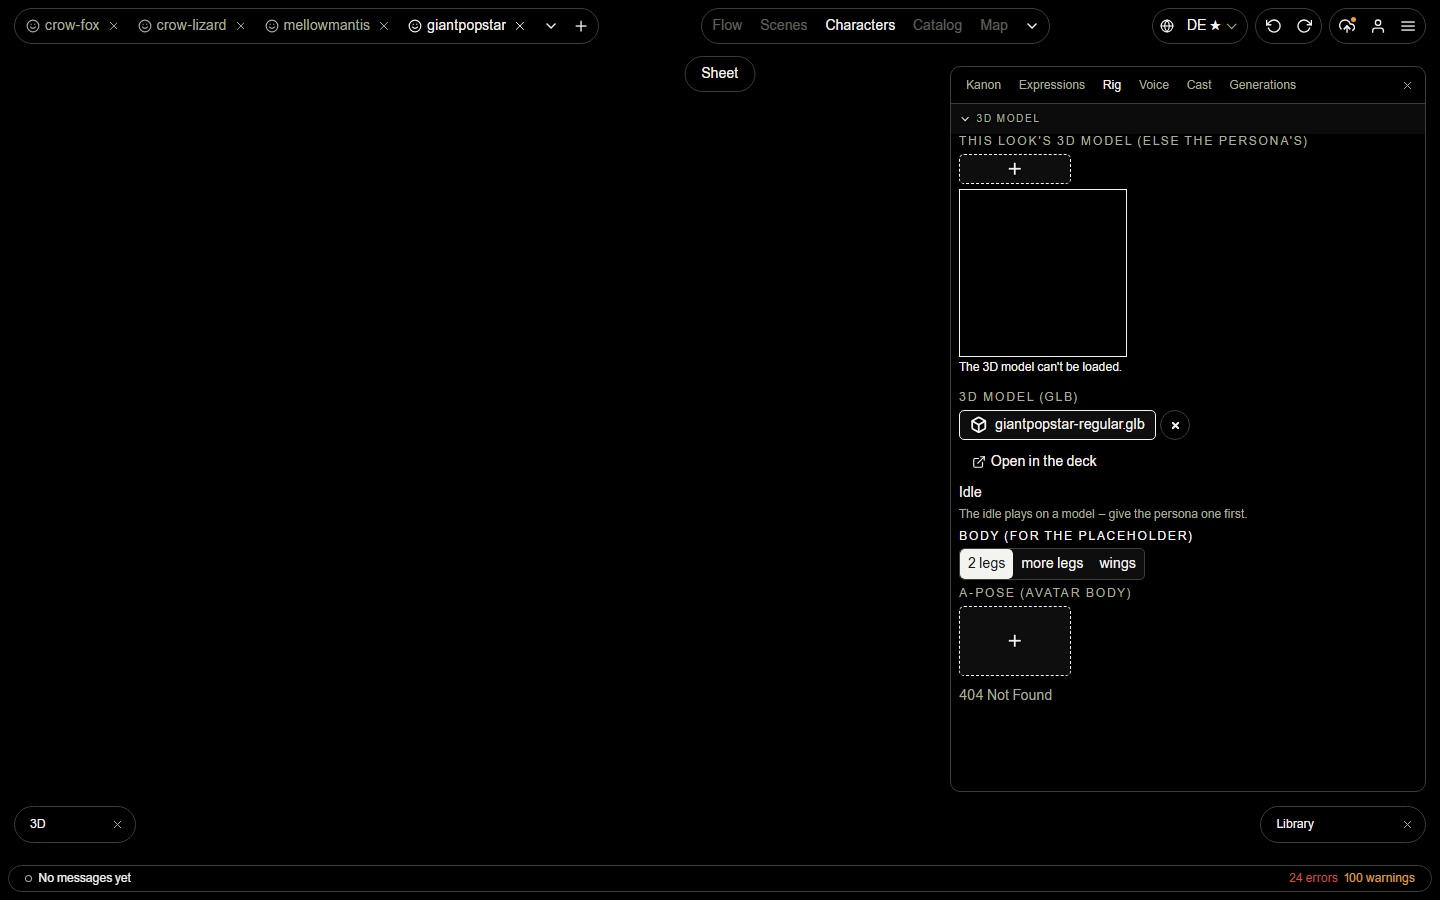 crow-fox crow-lizard mellowmantis giantpopstar
Flow Scenes Characters Catalog Map
DE ★
Sheet
Kanon Expressions Rig Voice Cast Generations
3D MODEL
THIS LOOK'S 3D MODEL (ELSE THE PERSONA'S)
The 3D model can't be loaded.
3D MODEL (GLB)
giantpopstar-regular.glb
Open in the deck
Idle
The idle plays on a model – give the persona one first.
BODY (FOR THE PLACEHOLDER)
2 legs more legs wings
A-POSE (AVATAR BODY)
404 Not Found
3D
Library
No messages yet
24 errors 100 warnings